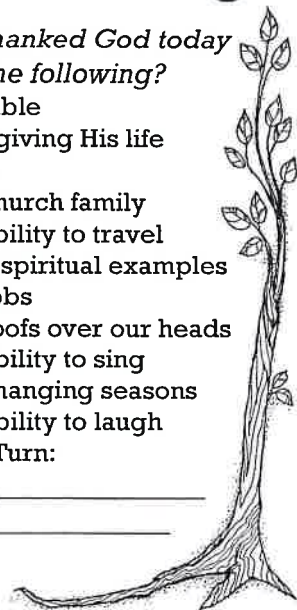 hanked God today
he following?
ble
giving His life
hurch family
bility to travel
spiritual examples
obs
oofs over our heads
bility to sing
hanging seasons
bility to laugh
Turn: